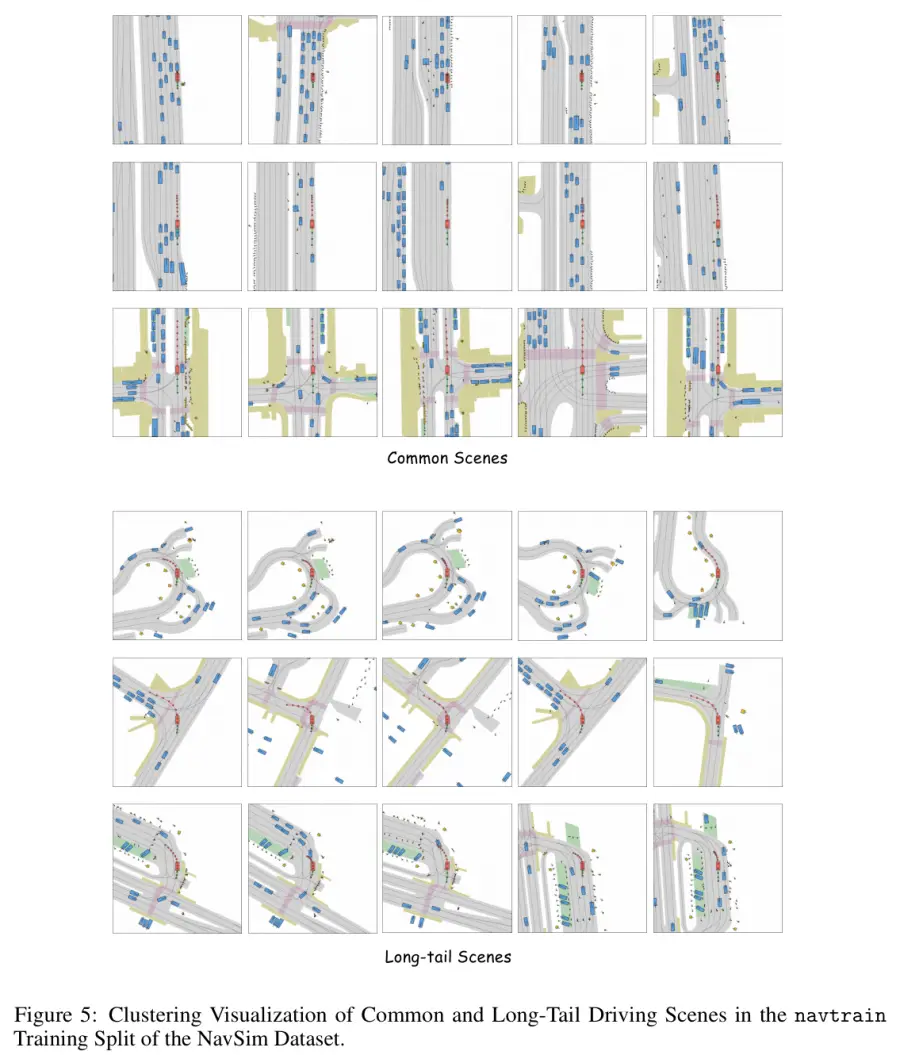 Common Scenes
Long-tail Scenes
Figure 5: Clustering Visualization of Common and Long-Tail Driving Scenes in the navtrain
Training Split of the NavSim Dataset.